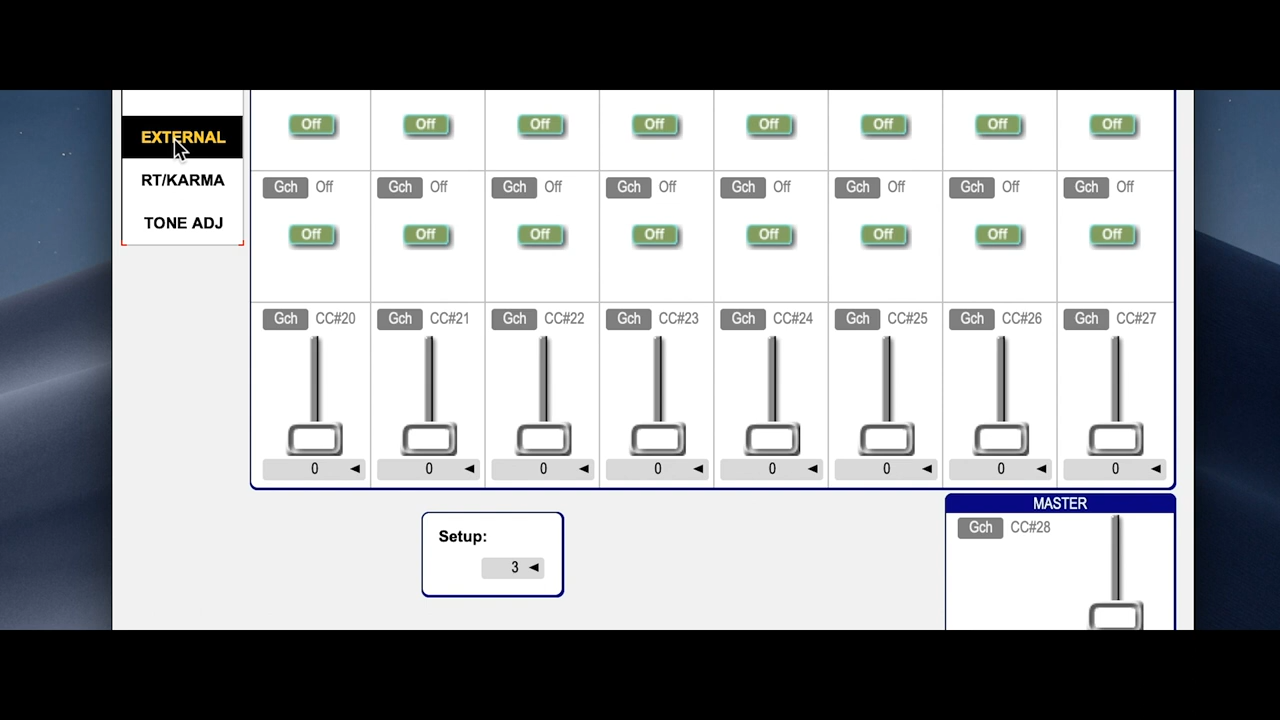 Off Off Off Off Off Off Off Off
EXTERNAL
RT/KARMA
Gch Off Gch Off Gch Off Gch Off Gch Off Gch Off Gch Off Gch Off
TONE ADJ
Off Off Off Off Off Off Off Off
Gch CC#20 Gch CC#21 Gch CC#22 Gch CC#23 Gch CC#24 Gch CC#25 Gch CC#26 Gch CC#27
0 0 0 0 0 0 0 0
MASTER
Gch CC#28
Setup:
3